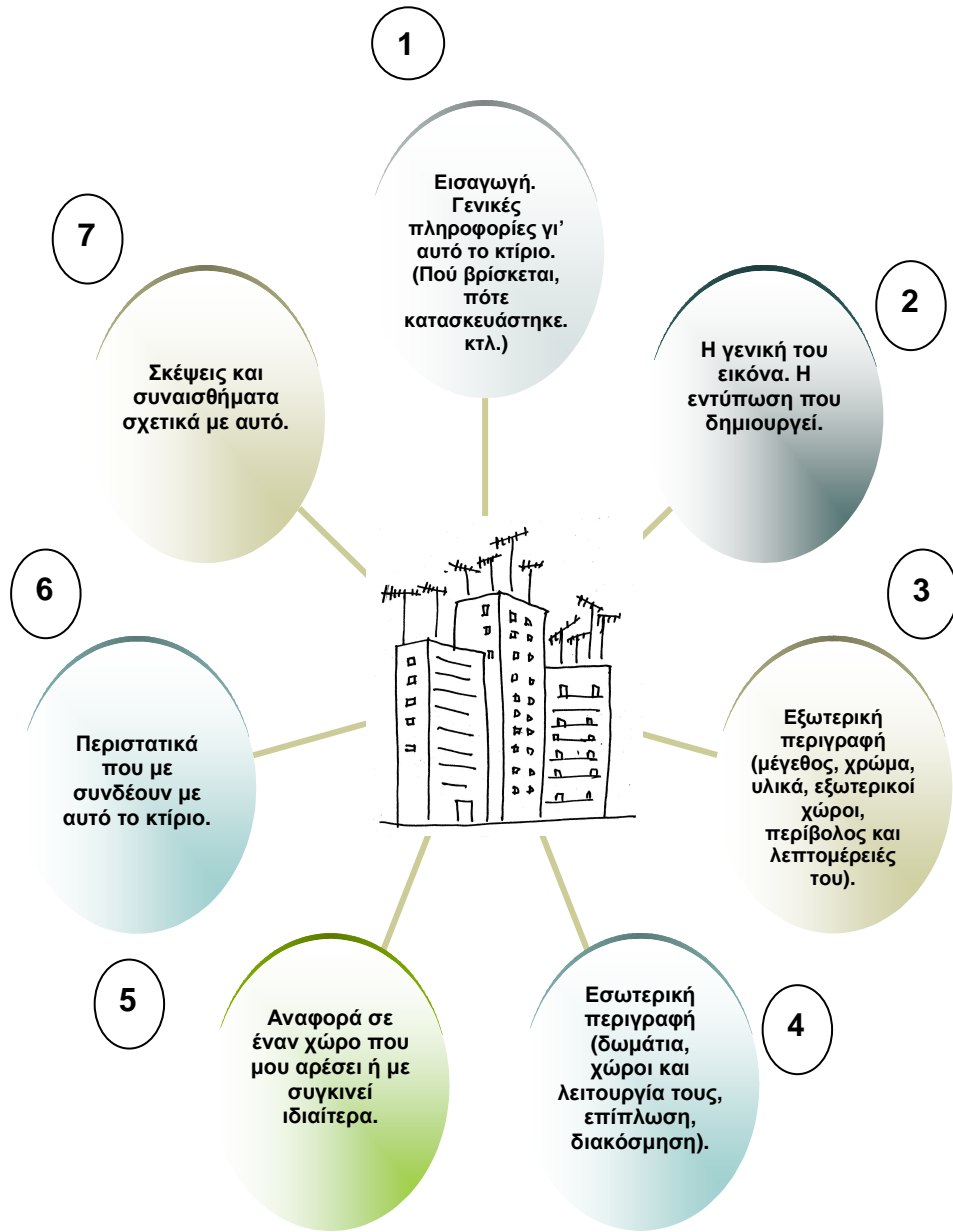 1
Εισαγωγή.
Γενικές
πληροφορίες γι’
αυτό το κτίριο.
(Πού βρίσκεται,
πότε
κατασκευάστηκε.
κτλ.)
2
Η γενική του
εικόνα. Η
εντύπωση που
δημιουργεί.
3
Εξωτερική
περιγραφή
(μέγεθος, χρώμα,
υλικά, εξωτερικοί
χώροι,
περίβολος και
λεπτομέρειές
του).
4
Εσωτερική
περιγραφή
(δωμάτια,
χώροι και
λειτουργία τους,
επίπλωση,
διακόσμηση).
5
Αναφορά σε
έναν χώρο που
μου αρέσει ή με
συγκινεί
ιδιαίτερα.
6
Περιστατικά
που με
συνδέουν με
αυτό το κτίριο.
7
Σκέψεις και
συναισθήματα
σχετικά με αυτό.